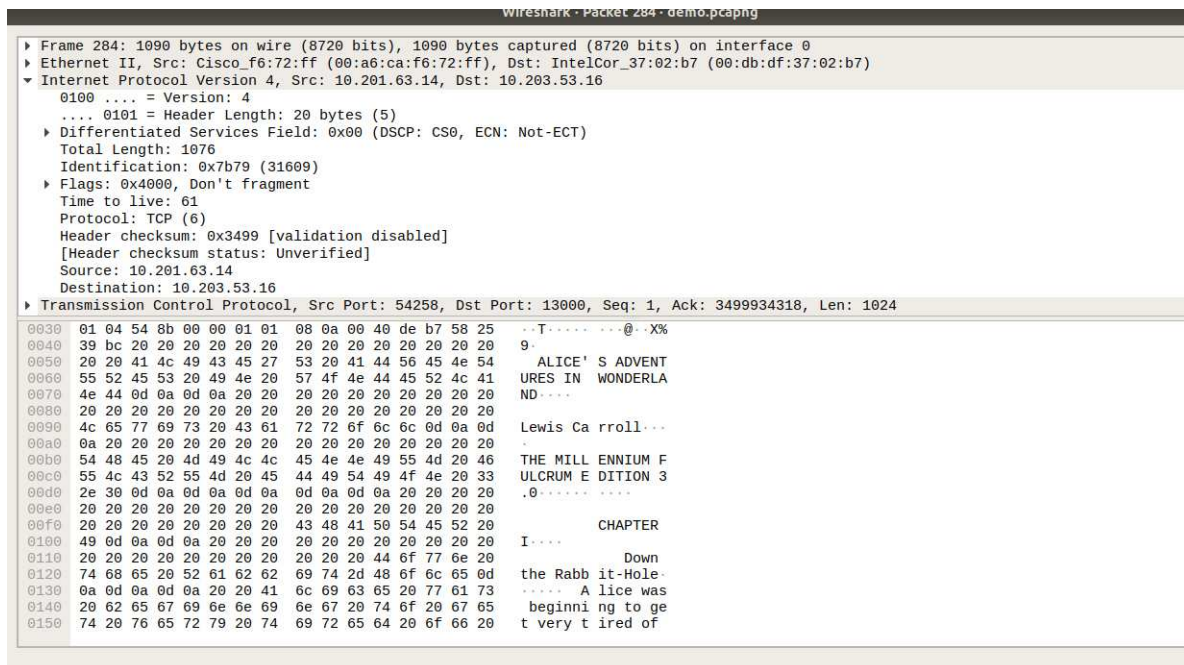 Wireshark · Packet 284 · demo.pcapng
Frame 284: 1090 bytes on wire (8720 bits), 1090 bytes captured (8720 bits) on interface 0
Ethernet II, Src: Cisco_f6:72:ff (00:a6:ca:f6:72:ff), Dst: IntelCor_37:02:b7 (00:db:df:37:02:b7)
Internet Protocol Version 4, Src: 10.201.63.14, Dst: 10.203.53.16
0100 .... = Version: 4
.... 0101 = Header Length: 20 bytes (5)
Differentiated Services Field: 0x00 (DSCP: CS0, ECN: Not-ECT)
Total Length: 1076
Identification: 0x7b79 (31609)
Flags: 0x4000, Don't fragment
Time to live: 61
Protocol: TCP (6)
Header checksum: 0x3499 [validation disabled]
[Header checksum status: Unverified]
Source: 10.201.63.14
Destination: 10.203.53.16
Transmission Control Protocol, Src Port: 54258, Dst Port: 13000, Seq: 1, Ack: 3499934318, Len: 1024
0030 01 04 54 8b 00 00 01 01 08 0a 00 40 de b7 58 25 ··T····· ···@··X%
0040 39 bc 20 20 20 20 20 20 20 20 20 20 20 20 20 20 9·
0050 20 20 41 4c 49 43 45 27 53 20 41 44 56 45 4e 54 ALICE' S ADVENT
0060 55 52 45 53 20 49 4e 20 57 4f 4e 44 45 52 4c 41 URES IN WONDERLA
0070 4e 44 0d 0a 0d 0a 20 20 20 20 20 20 20 20 20 20 ND····
0080 20 20 20 20 20 20 20 20 20 20 20 20 20 20 20 20
0090 4c 65 77 69 73 20 43 61 72 72 6f 6c 6c 0d 0a 0d Lewis Ca rroll···
00a0 0a 20 20 20 20 20 20 20 20 20 20 20 20 20 20 20 ·
00b0 54 48 45 20 4d 49 4c 4c 45 4e 4e 49 55 4d 20 46 THE MILL ENNIUM F
00c0 55 4c 43 52 55 4d 20 45 44 49 54 49 4f 4e 20 33 ULCRUM E DITION 3
00d0 2e 30 0d 0a 0d 0a 0d 0a 0d 0a 0d 0a 20 20 20 20 .0······ ····
00e0 20 20 20 20 20 20 20 20 20 20 20 20 20 20 20 20
00f0 20 20 20 20 20 20 20 20 43 48 41 50 54 45 52 20 CHAPTER
0100 49 0d 0a 0d 0a 20 20 20 20 20 20 20 20 20 20 20 I····
0110 20 20 20 20 20 20 20 20 20 20 20 44 6f 77 6e 20 Down
0120 74 68 65 20 52 61 62 62 69 74 2d 48 6f 6c 65 0d the Rabb it-Hole·
0130 0a 0d 0a 0d 0a 20 20 41 6c 69 63 65 20 77 61 73 ····· A lice was
0140 20 62 65 67 69 6e 6e 69 6e 67 20 74 6f 20 67 65 beginni ng to ge
0150 74 20 76 65 72 79 20 74 69 72 65 64 20 6f 66 20 t very t ired of